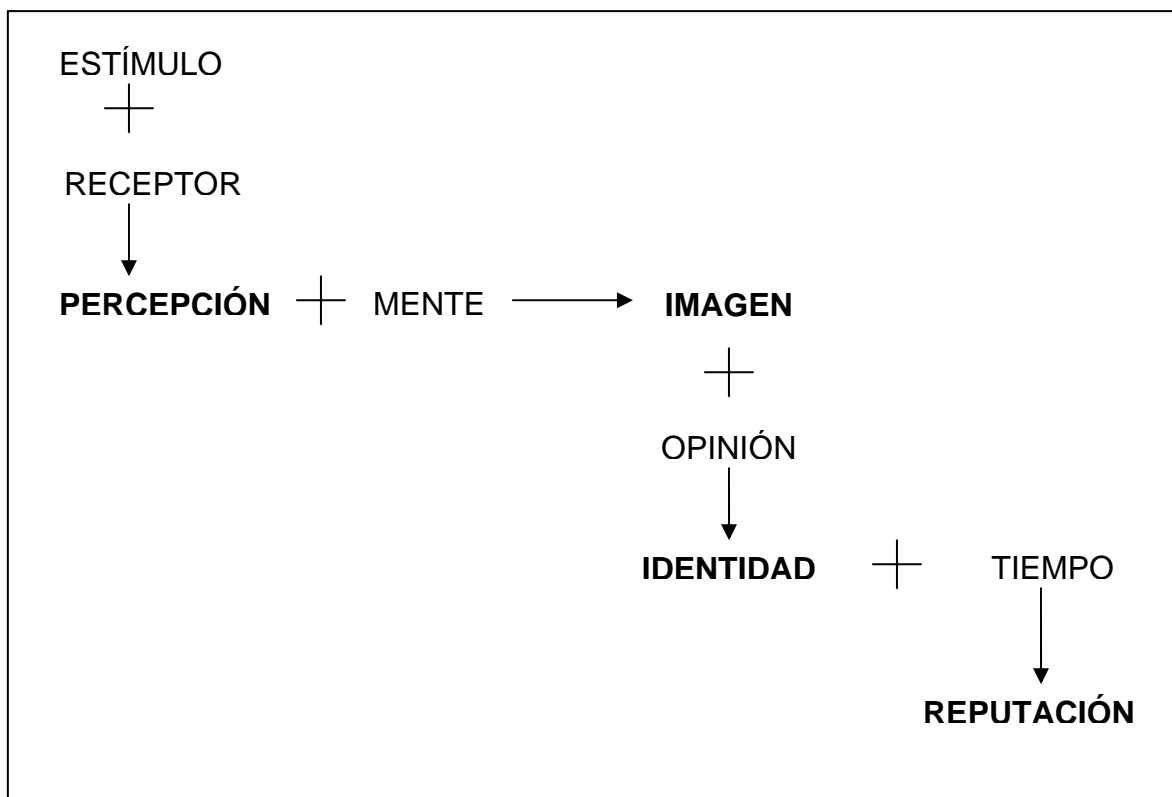 ESTÍMULO
RECEPTOR
PERCEPCIÓN + MENTE IMAGEN
OPINIÓN
IDENTIDAD + TIEMPO
REPUTACIÓN